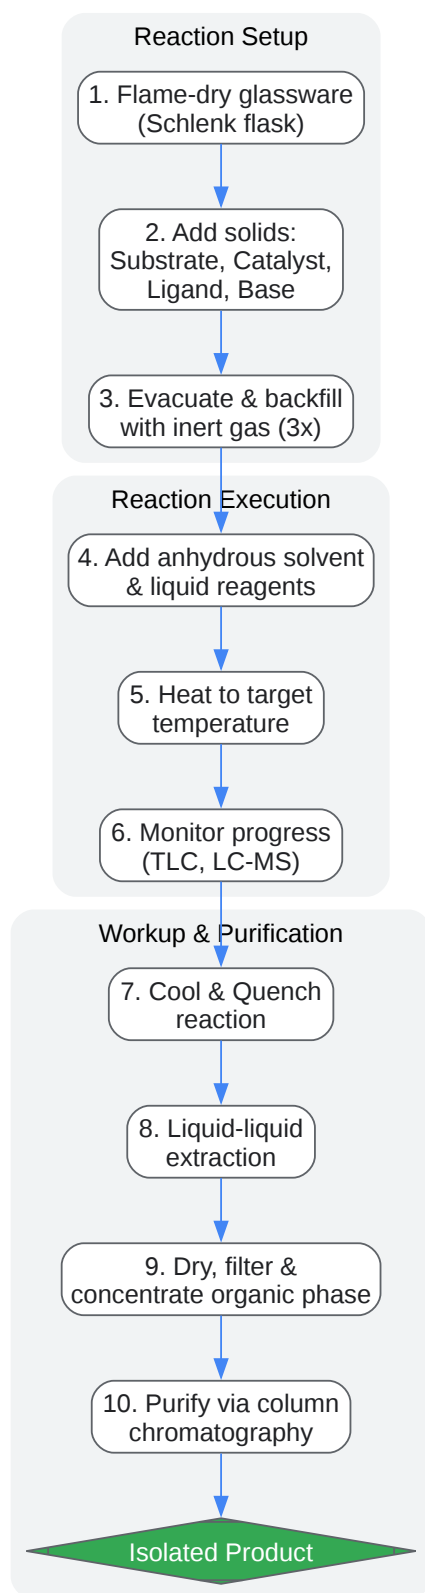 Reaction Setup
1. Flame-dry glassware
(Schlenk flask)
2. Add solids:
Substrate, Catalyst,
Ligand, Base
3. Evacuate & backfill
with inert gas (3x)
Reaction Execution
4. Add anhydrous solvent
& liquid reagents
5. Heat to target
temperature
6. Monitor progress
(TLC, LC-MS)
Workup & Purification
7. Cool & Quench
reaction
8. Liquid-liquid
extraction
9. Dry, filter &
concentrate organic phase
10. Purify via column
chromatography
Isolated Product